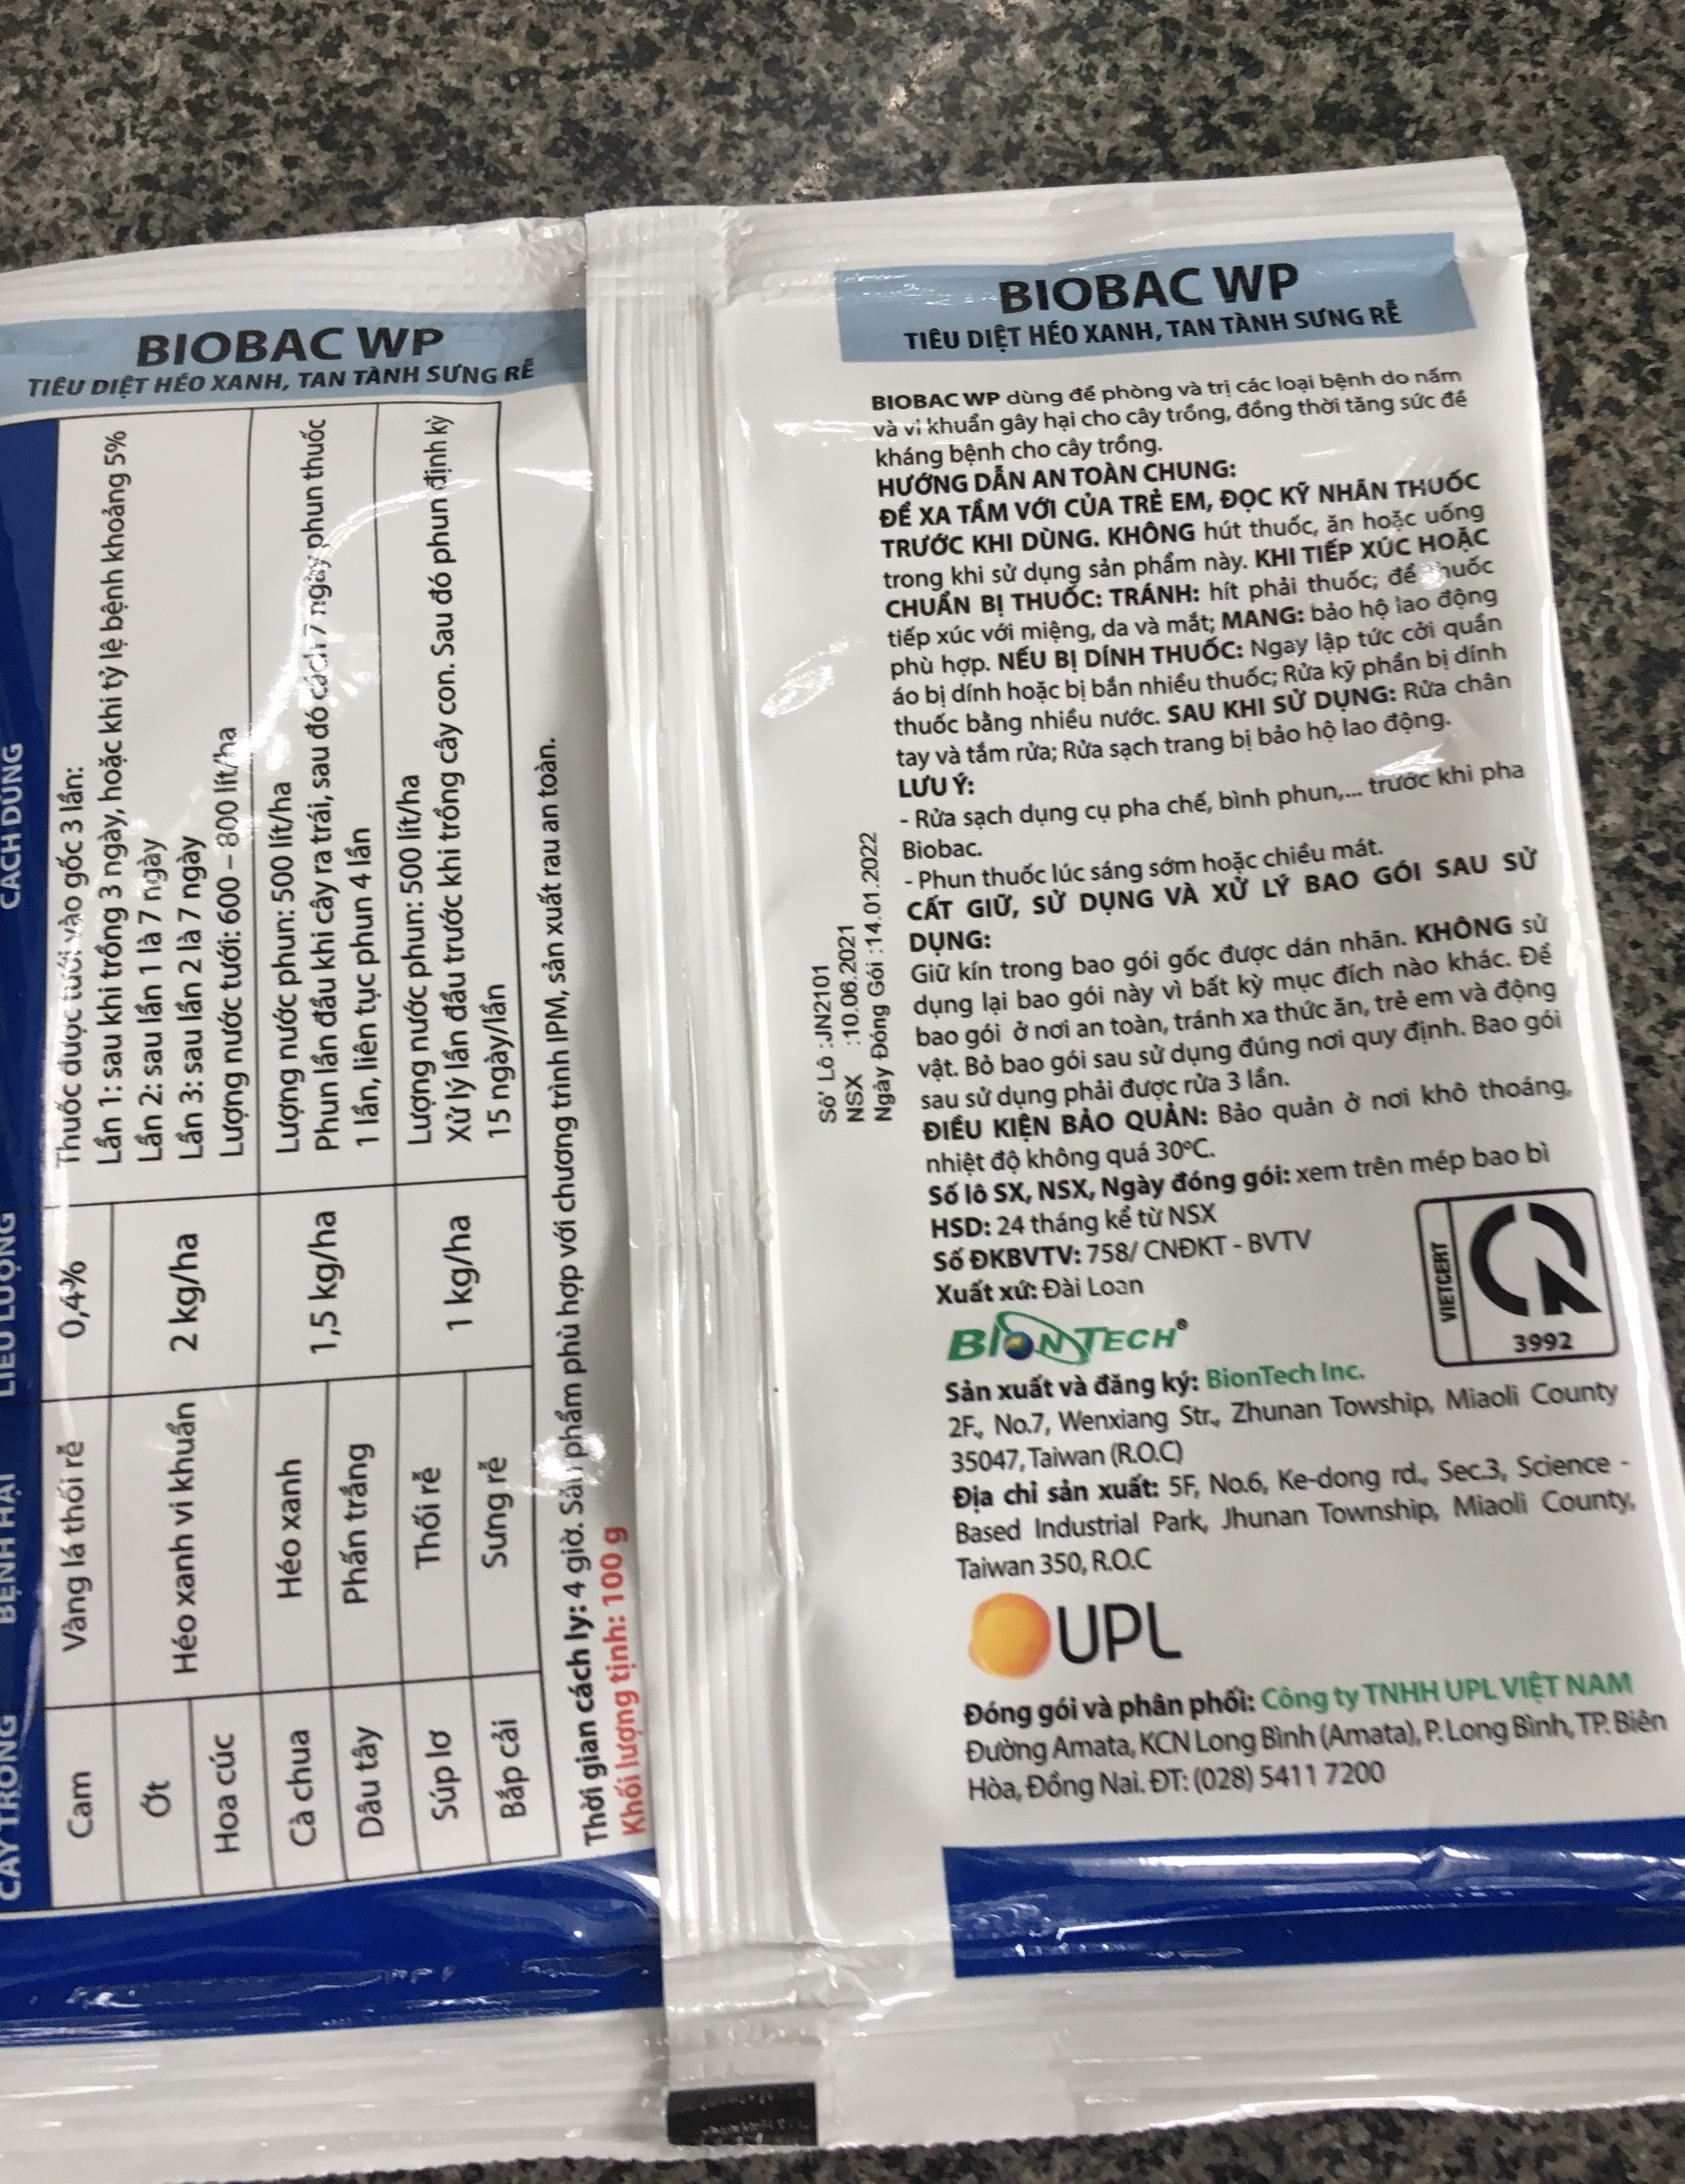 BIOBAC WP
TIÊU DIỆT HÉO XANH, TAN TÀNH SƯNG RỄ
CÂY TRỒNG BỆNH HẠI LIỀU LƯỢNG CÁCH DÙNG
Cam Vàng lá thối rễ 0,4% Thuốc được tưới vào gốc 3 lần:
Lần 1: sau khi trồng 3 ngày, hoặc khi tỷ lệ bệnh khoảng 5%
Ớt Héo xanh vi khuẩn 2 kg/ha Lần 2: sau lần 1 là 7 ngày
Lần 3: sau lần 2 là 7 ngày
Hoa cúc Lượng nước tưới: 600 – 800 lít/ha
Cà chua Héo xanh 1,5 kg/ha Lượng nước phun: 500 lít/ha
Phun lần đầu khi cây ra trái, sau đó cách 7 ngày phun thuốc
Dâu tây Phấn trắng 1 lần, liên tục phun 4 lần
Súp lơ Thối rễ 1 kg/ha Lượng nước phun: 500 lít/ha
Xử lý lần đầu trước khi trồng cây con. Sau đó phun định kỳ
Bắp cải Sưng rễ 15 ngày/lần
Thời gian cách ly: 4 giờ. Sản phẩm phù hợp với chương trình IPM, sản xuất rau an toàn.
Khối lượng tịnh: 100 g
BIOBAC WP
TIÊU DIỆT HÉO XANH, TAN TÀNH SƯNG RỄ
BIOBAC WP dùng để phòng và trị các loại bệnh do nấm
và vi khuẩn gây hại cho cây trồng, đồng thời tăng sức đề
kháng bệnh cho cây trồng.
HƯỚNG DẪN AN TOÀN CHUNG:
ĐỂ XA TẦM VỚI CỦA TRẺ EM, ĐỌC KỸ NHÃN THUỐC
TRƯỚC KHI DÙNG. KHÔNG hút thuốc, ăn hoặc uống
trong khi sử dụng sản phẩm này. KHI TIẾP XÚC HOẶC
CHUẨN BỊ THUỐC: TRÁNH: hít phải thuốc; để thuốc
tiếp xúc với miệng, da và mắt; MANG: bảo hộ lao động
phù hợp. NẾU BỊ DÍNH THUỐC: Ngay lập tức cởi quần
áo bị dính hoặc bị bắn nhiều thuốc; Rửa kỹ phần bị dính
thuốc bằng nhiều nước. SAU KHI SỬ DỤNG: Rửa chân
tay và tắm rửa; Rửa sạch trang bị bảo hộ lao động.
LƯU Ý:
- Rửa sạch dụng cụ pha chế, bình phun,... trước khi pha
Biobac.
- Phun thuốc lúc sáng sớm hoặc chiều mát.
CẤT GIỮ, SỬ DỤNG VÀ XỬ LÝ BAO GÓI SAU SỬ
DỤNG:
Giữ kín trong bao gói gốc được dán nhãn. KHÔNG sử
dụng lại bao gói này vì bất kỳ mục đích nào khác. Để
bao gói ở nơi an toàn, tránh xa thức ăn, trẻ em và động
vật. Bỏ bao gói sau sử dụng đúng nơi quy định. Bao gói
sau sử dụng phải được rửa 3 lần.
ĐIỀU KIỆN BẢO QUẢN: Bảo quản ở nơi khô thoáng,
nhiệt độ không quá 30ºC.
Số lô SX, NSX, Ngày đóng gói: xem trên mép bao bì
HSD: 24 tháng kể từ NSX
Số ĐKBVTV: 758/ CNĐKT - BVTV
Xuất xứ: Đài Loan
BIONTECH®
Sản xuất và đăng ký: BionTech Inc.
2F., No.7, Wenxiang Str., Zhunan Towship, Miaoli County
35047, Taiwan (R.O.C)
Địa chỉ sản xuất: 5F, No.6, Ke-dong rd., Sec.3, Science -
Based Industrial Park, Jhunan Township, Miaoli County,
Taiwan 350, R.O.C
UPL
Đóng gói và phân phối: Công ty TNHH UPL VIỆT NAM
Đường Amata, KCN Long Bình (Amata), P. Long Bình, TP. Biên
Hòa, Đồng Nai. ĐT: (028) 5411 7200
VIETCERT
3992
Số Lô :JN2101
NSX :10.06.2021
Ngày Đóng Gói :14.01.2022